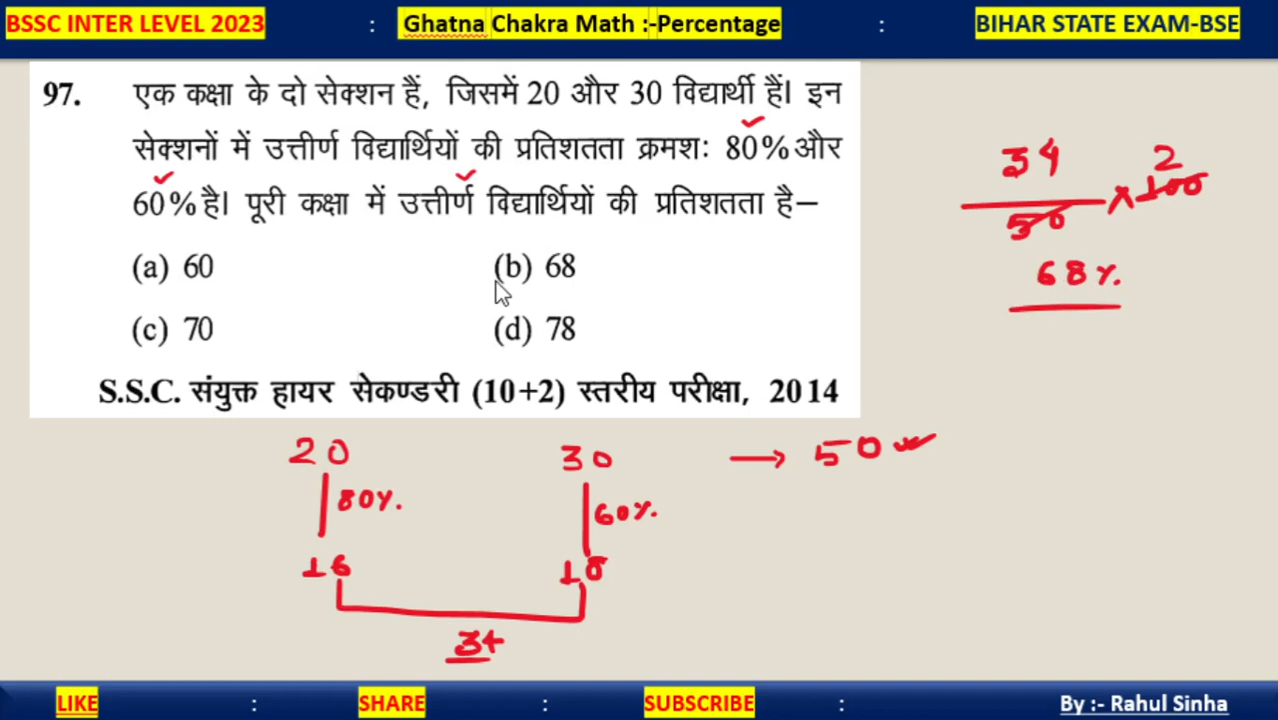 BSSC INTER LEVEL 2023 : Ghatna Chakra Math :-Percentage : BIHAR STATE EXAM-BSE
97. एक कक्षा के दो सेक्शन हैं, जिसमें 20 और 30 विद्यार्थी हैं। इन
सेक्शनों में उत्तीर्ण विद्यार्थियों की प्रतिशतता क्रमशः 80% और
60% है। पूरी कक्षा में उत्तीर्ण विद्यार्थियों की प्रतिशतता है–
(a) 60 (b) 68
(c) 70 (d) 78
S.S.C. संयुक्त हायर सेकण्डरी (10+2) स्तरीय परीक्षा, 2014
34 2
50 × 100
68%
20 30 → 50
80% 60%
16 18
34
LIKE : SHARE : SUBSCRIBE : By :- Rahul Sinha